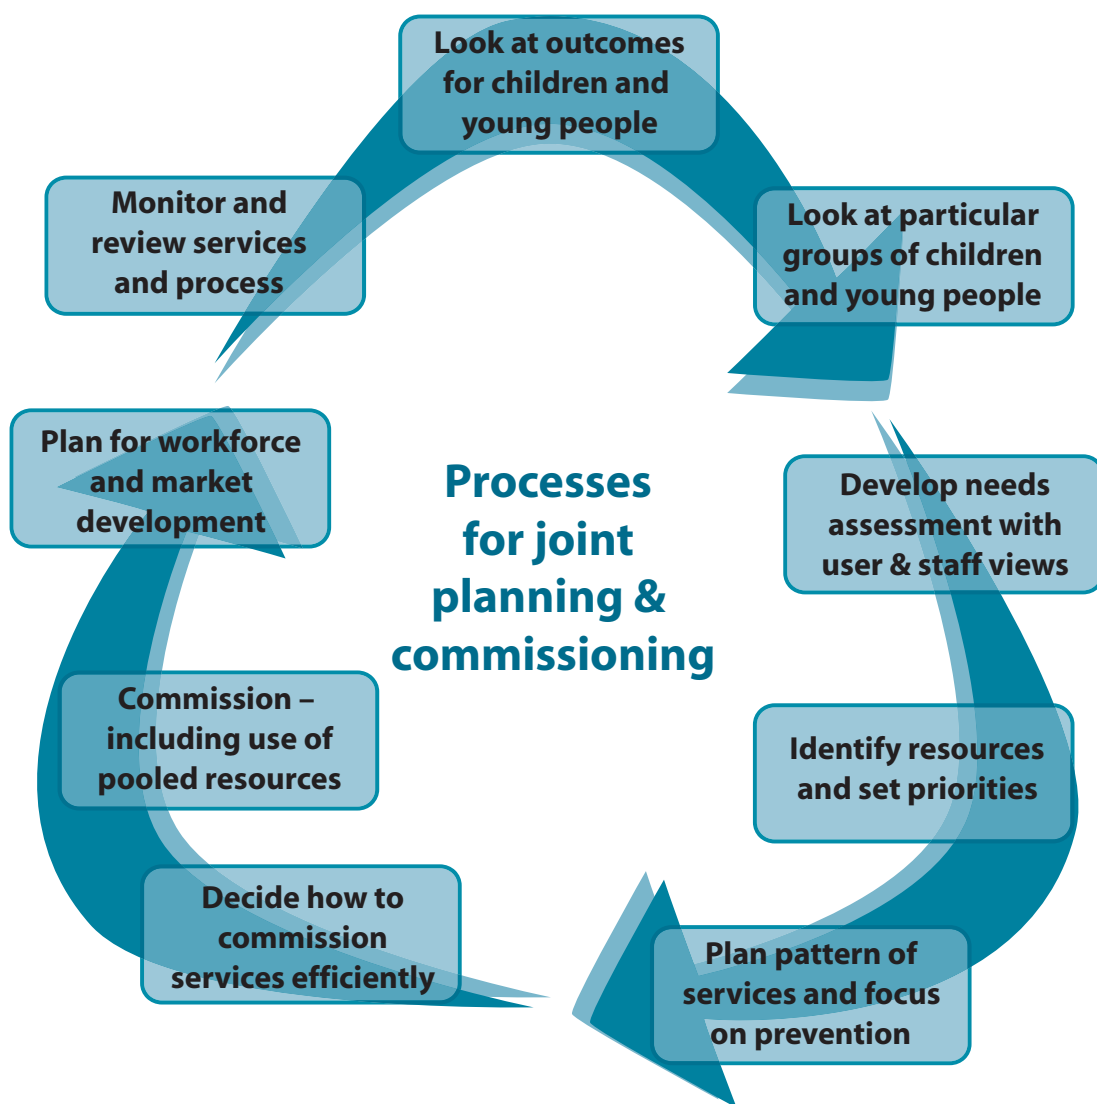 Look at outcomes
for children and
young people
Look at particular
groups of children
and young people
Develop needs
assessment with
user & staff views
Identify resources
and set priorities
Plan pattern of
services and focus
on prevention
Decide how to
commission
services efficiently
Commission –
including use of
pooled resources
Plan for workforce
and market
development
Monitor and
review services
and process
Processes
for joint
planning &
commissioning